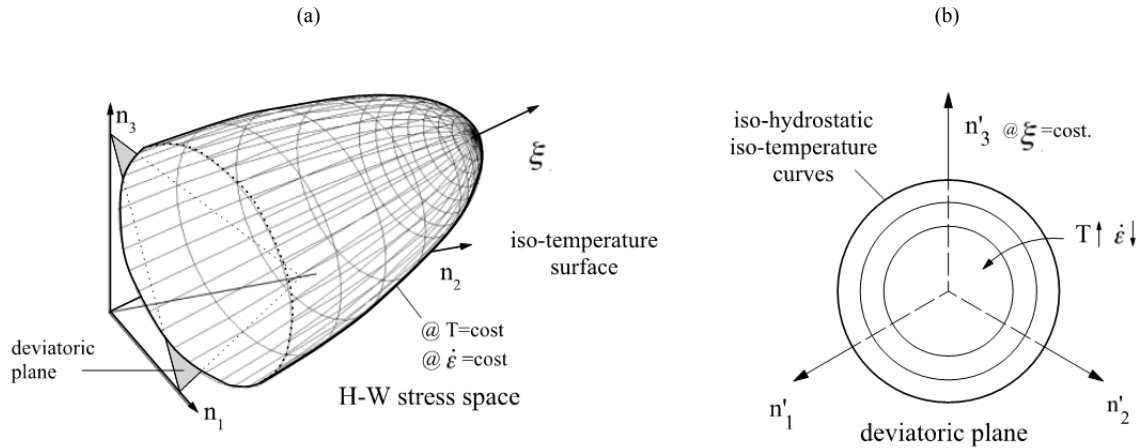 (a)
(b)
n₃
ξ
iso-temperature
surface
n₂
@ T=cost
@ ε̇=cost
deviatoric
plane
n₁
H-W stress space
iso-hydrostatic
iso-temperature
curves
n'₃ @ ξ=cost.
T↑ ε̇↓
n'₁
n'₂
deviatoric plane